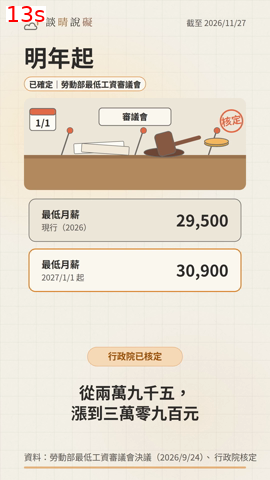 13s
談晴說礙
截至 2026/11/27
明年起
已確定｜勞動部最低工資審議會
1/1
審議會
核定
最低月薪
現行（2026）
29,500
最低月薪
2027/1/1 起
30,900
行政院已核定
從兩萬九千五，
漲到三萬零九百元
資料：勞動部最低工資審議會決議（2026/9/24）、行政院核定